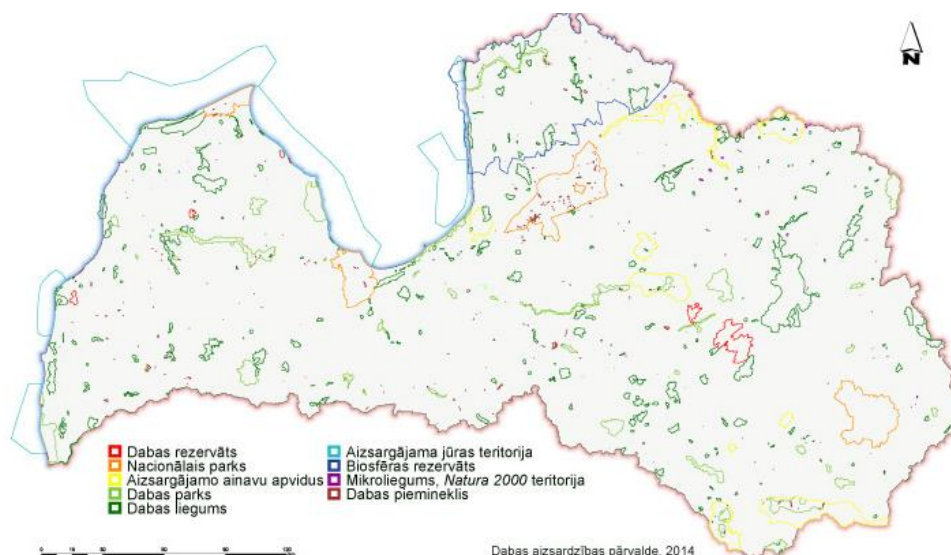 N
Dabas rezervāts
Nacionālais parks
Aizsargājamo ainavu apvidus
Dabas parks
Dabas liegums
Aizsargājama jūras teritorija
Biosfēras rezervāts
Mikroliegums, Natura 2000 teritorija
Dabas piemineklis
Dabas aizsardzības pārvalde, 2014